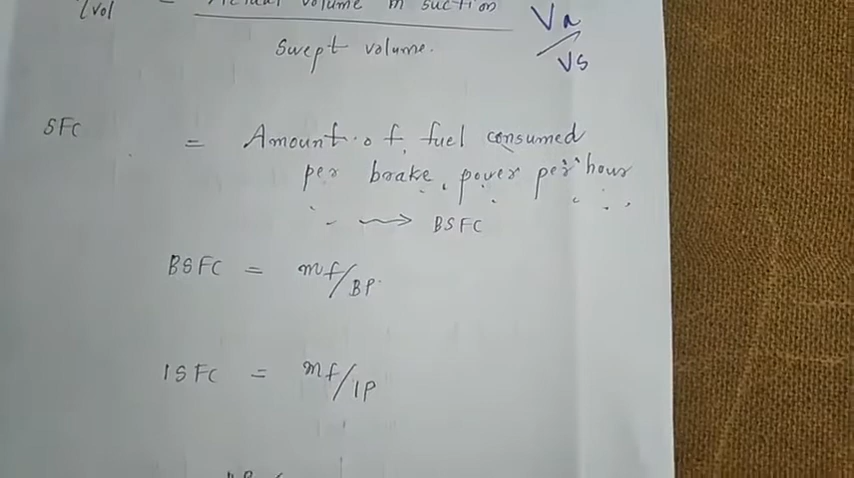 ηvol = Actual volume in suction
Swept volume.
Va/Vs
SFC = Amount of fuel consumed
per brake power per hour
→ BSFC
BSFC = mf/BP
ISFC = mf/IP